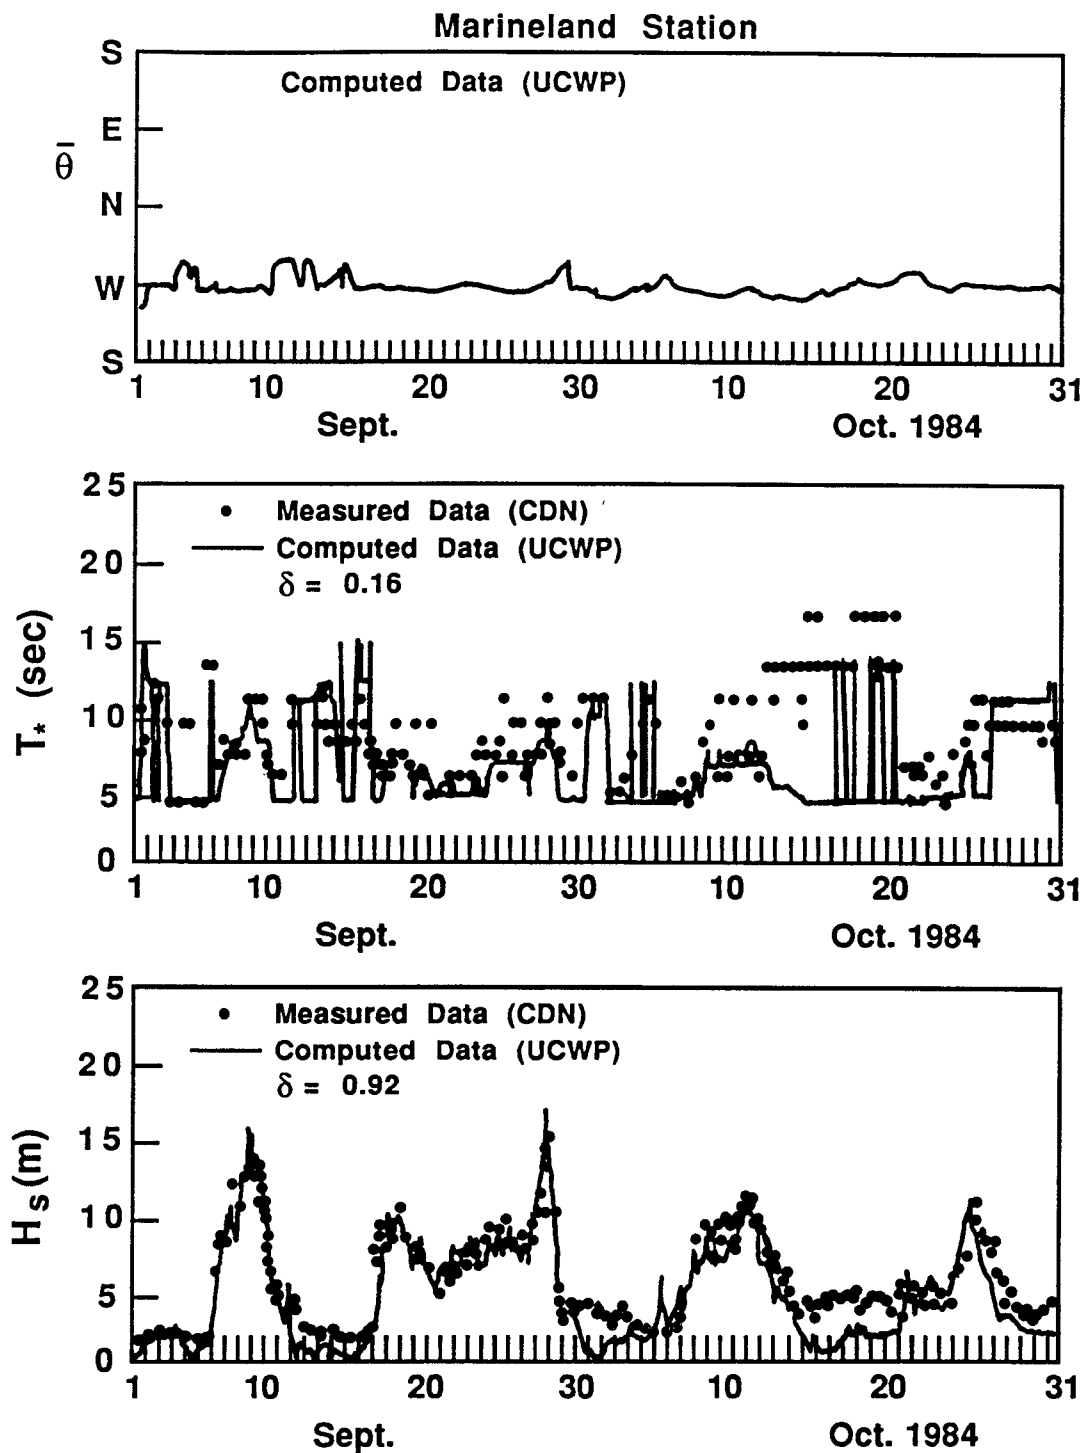 Marineland Station
S
Computed Data (UCWP)
E
θ̄
N
W
S
1 10 20 30 10 20 31
Sept. Oct. 1984
25
• Measured Data (CDN)
Computed Data (UCWP)
20
δ = 0.16
15
T* (sec)
10
5
0
1 10 20 30 10 20 31
Sept. Oct. 1984
25
• Measured Data (CDN)
Computed Data (UCWP)
20
δ = 0.92
15
Hs (m)
10
5
0
1 10 20 30 10 20 31
Sept. Oct. 1984